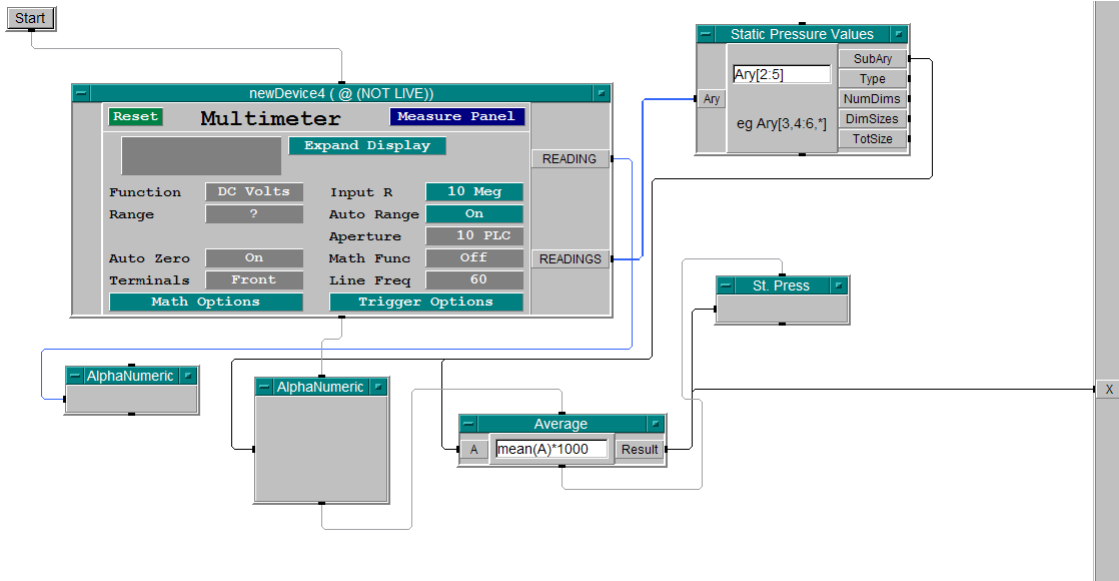 Start
Static Pressure Values
Ary
Ary[2:5]
eg Ary[3,4:6,*]
SubAry
Type
NumDims
DimSizes
TotSize
newDevice4 ( @ (NOT LIVE))
Reset
Multimeter
Measure Panel
Expand Display
READING
Function DC Volts Input R 10 Meg
Range ? Auto Range On
Aperture 10 PLC
Auto Zero On Math Func Off
READINGS
Terminals Front Line Freq 60
Math Options Trigger Options
St. Press
AlphaNumeric
AlphaNumeric
X
Average
A
mean(A)*1000
Result